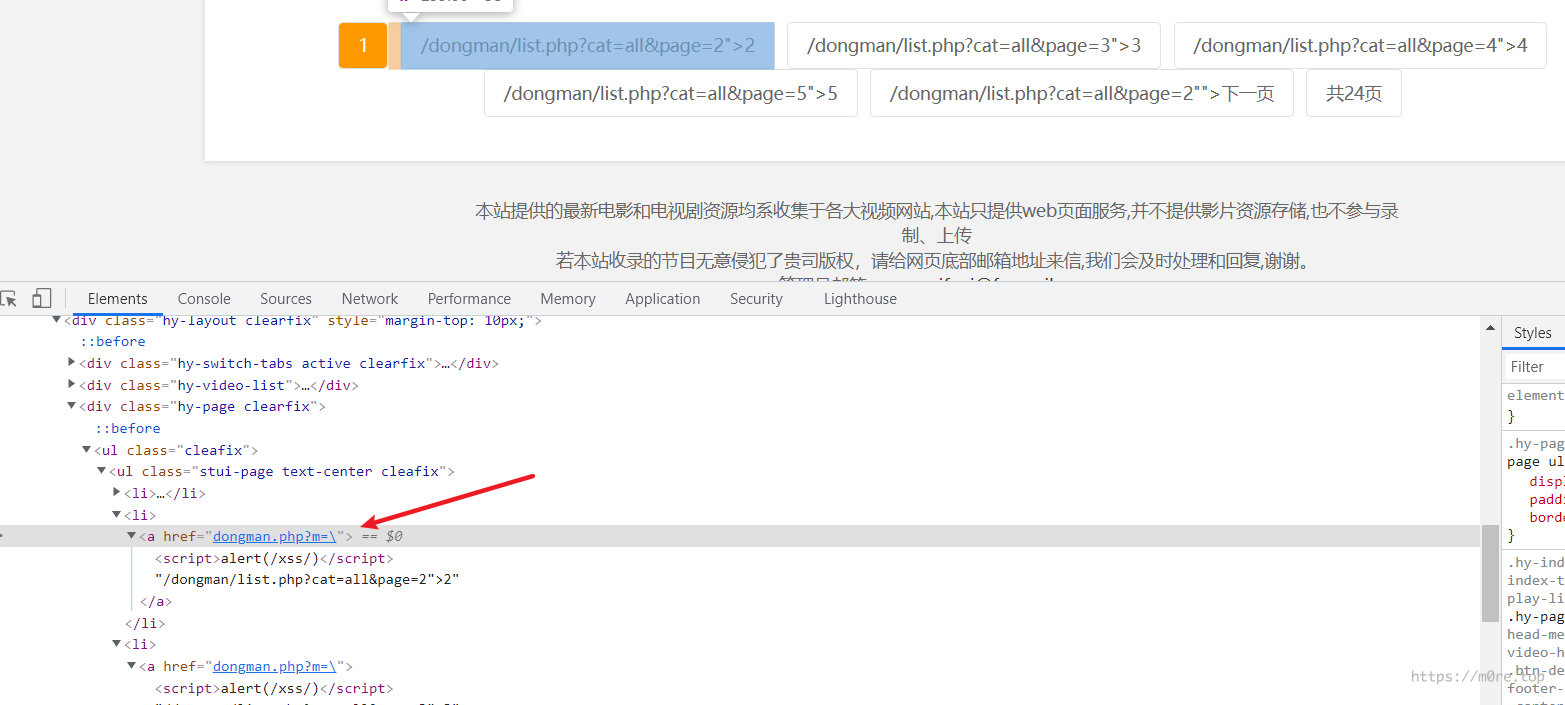 1
/dongman/list.php?cat=all&page=2">2
/dongman/list.php?cat=all&page=3">3
/dongman/list.php?cat=all&page=4">4
/dongman/list.php?cat=all&page=5">5
/dongman/list.php?cat=all&page=2"">下一页
共24页
本站提供的最新电影和电视剧资源均系收集于各大视频网站,本站只提供web页面服务,并不提供影片资源存储,也不参与录
制、上传
若本站收录的节目无意侵犯了贵司版权，请给网页底部邮箱地址来信,我们会及时处理和回复,谢谢。
Elements Console Sources Network Performance Memory Application Security Lighthouse
<div class="hy-layout clearfix" style="margin-top: 10px;">
::before
<div class="hy-switch-tabs active clearfix">…</div>
<div class="hy-video-list">…</div>
<div class="hy-page clearfix">
::before
<ul class="cleafix">
<ul class="stui-page text-center cleafix">
<li>…</li>
<li>
<a href="dongman.php?m=\"> == $0
<script>alert(/xss/)</script>
"/dongman/list.php?cat=all&page=2">2"
</a>
</li>
<li>
<a href="dongman.php?m=\">
<script>alert(/xss/)</script>
Styles
Filter
element
}
.hy-pag
page ul
displ
paddi
borde
}
.hy-ind
index-t
play-li
.hy-pag
head-me
video-h
.btn-de
footer-
https://m0re.top